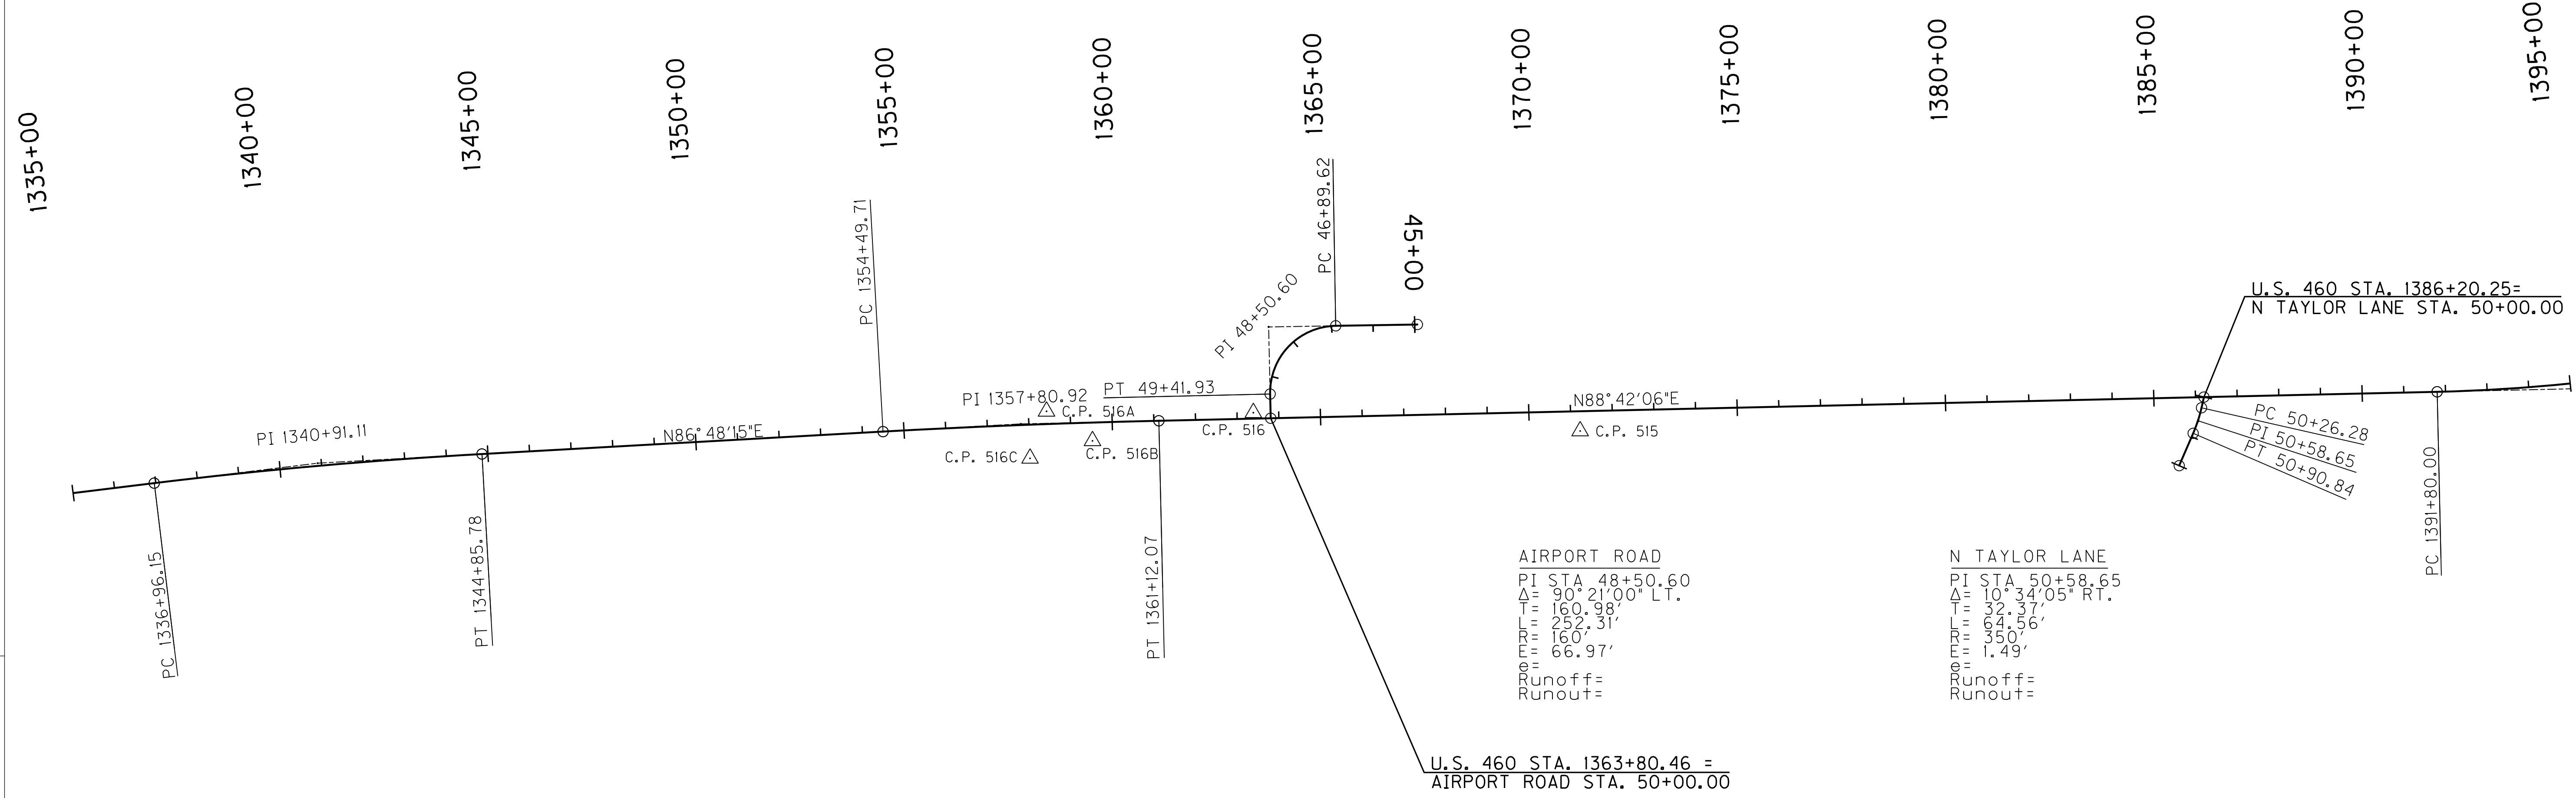 1335+00
1340+00
1345+00
1350+00
1355+00
1360+00
1365+00
1370+00
1375+00
1380+00
1385+00
1390+00
1395+00
PC 1354+49.71
PC 46+89.62
45+00
PI 48+50.60
U.S. 460 STA. 1386+20.25=
N TAYLOR LANE STA. 50+00.00
PI 1357+80.92
PT 49+41.93
C.P. 516A
N88°42'06"E
PI 1340+91.11
N86°48'15"E
C.P. 516
C.P. 515
C.P. 516C
C.P. 516B
PC 50+26.28
PI 50+58.65
PT 50+90.84
PC 1336+96.15
PT 1344+85.78
PT 1361+12.07
PC 1391+80.00
AIRPORT ROAD
PI STA 48+50.60
Δ= 90°21'00" LT.
T= 160.98'
L= 252.31'
R= 160'
E= 66.97'
e=
Runoff=
Runout=
N TAYLOR LANE
PI STA 50+58.65
Δ= 10°34'05" RT.
T= 32.37'
L= 64.56'
R= 350'
E= 1.49'
e=
Runoff=
Runout=
U.S. 460 STA. 1363+80.46 =
AIRPORT ROAD STA. 50+00.00